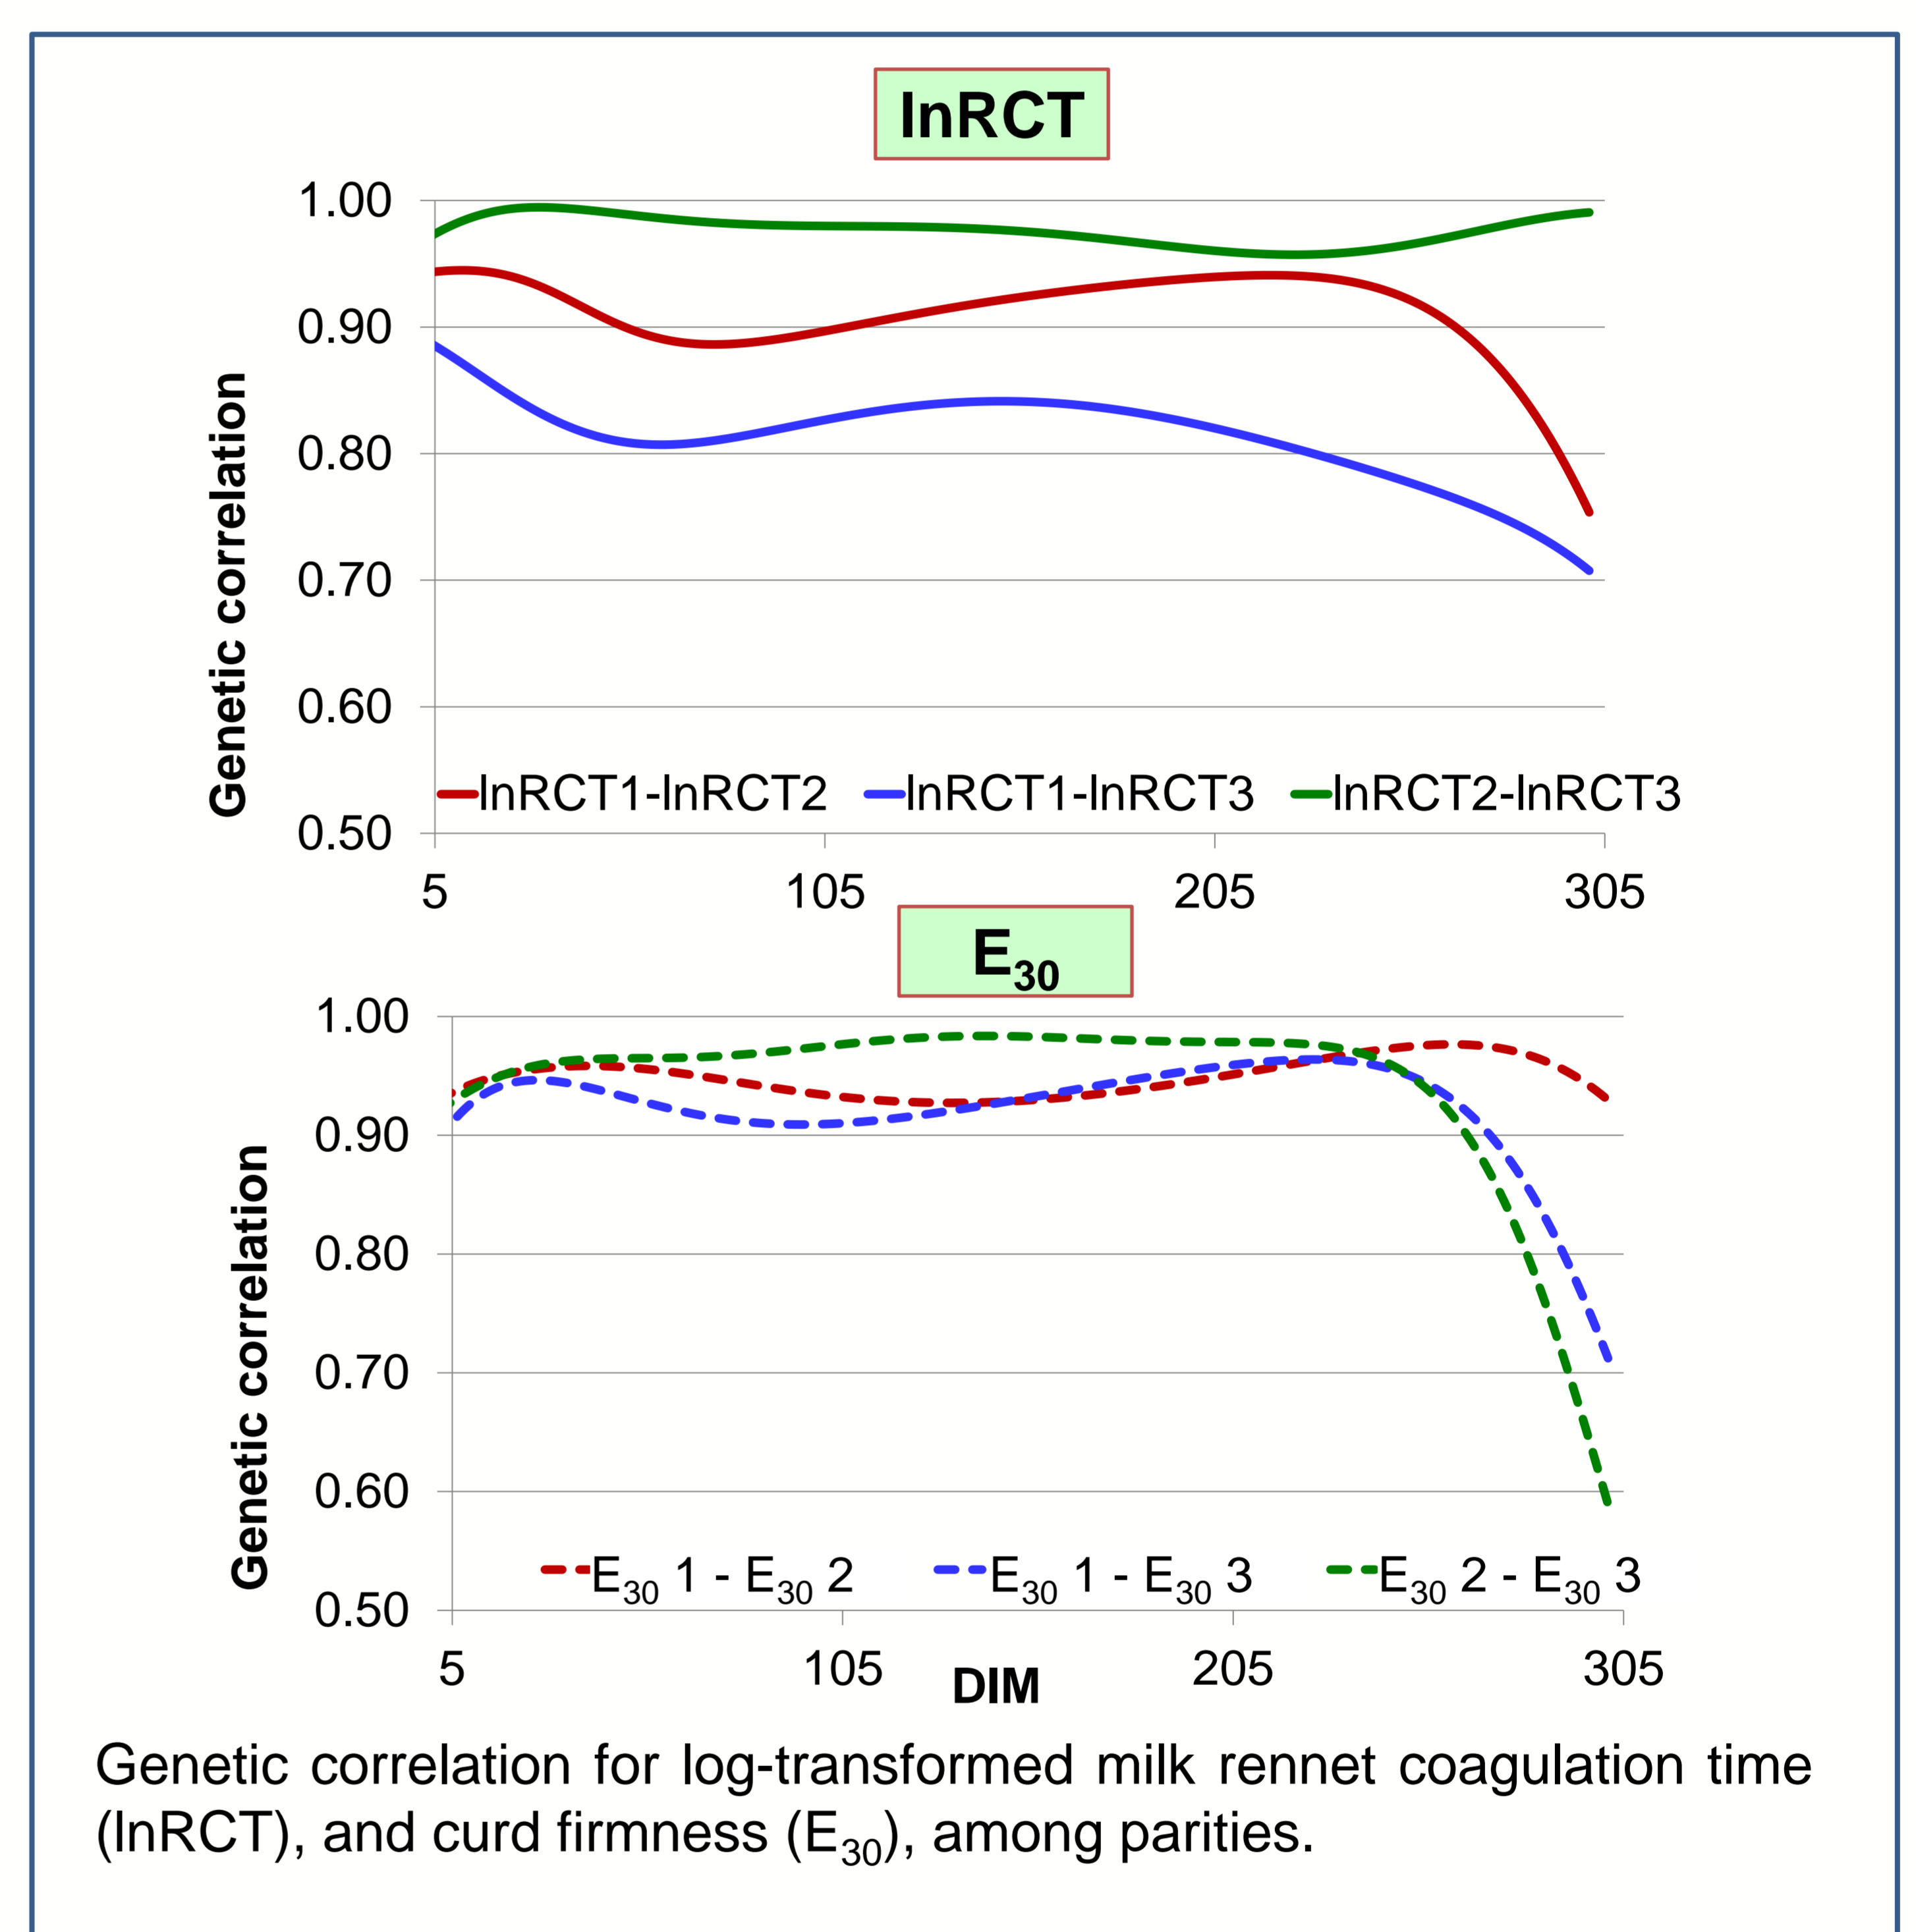 lnRCT
1.00
0.90
0.80
0.70
0.60
0.50
Genetic correlation
lnRCT1-lnRCT2 lnRCT1-lnRCT3 lnRCT2-lnRCT3
5 105 205 305
E30
1.00
0.90
0.80
0.70
0.60
0.50
Genetic correlation
E30 1 - E30 2 E30 1 - E30 3 E30 2 - E30 3
5 105 205 305
DIM
Genetic correlation for log-transformed milk rennet coagulation time
(lnRCT), and curd firmness (E30), among parities.